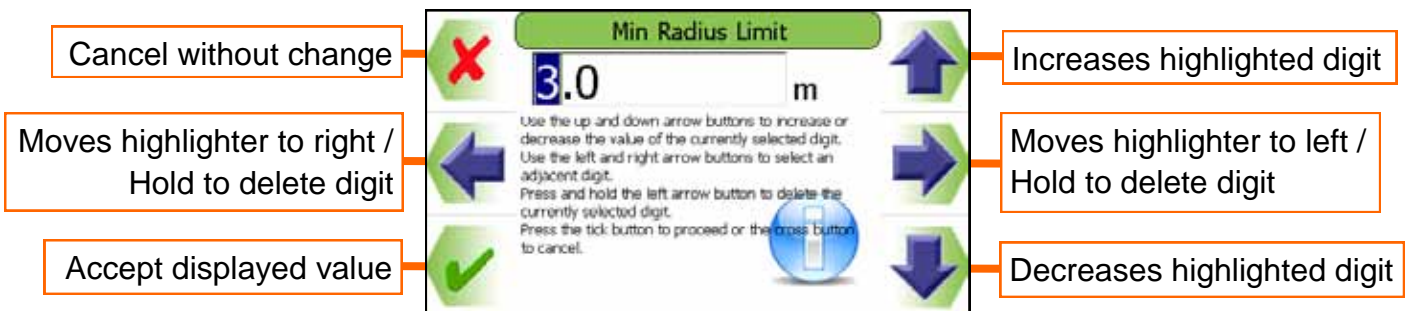 Cancel without change
Moves highlighter to right /
Hold to delete digit
Accept displayed value
Min Radius Limit
3.0
m
Use the up and down arrow buttons to increase or
decrease the value of the currently selected digit.
Use the left and right arrow buttons to select an
adjacent digit.
Press and hold the left arrow button to delete the
currently selected digit.
Press the tick button to proceed or the cross button
to cancel.
Increases highlighted digit
Moves highlighter to left /
Hold to delete digit
Decreases highlighted digit